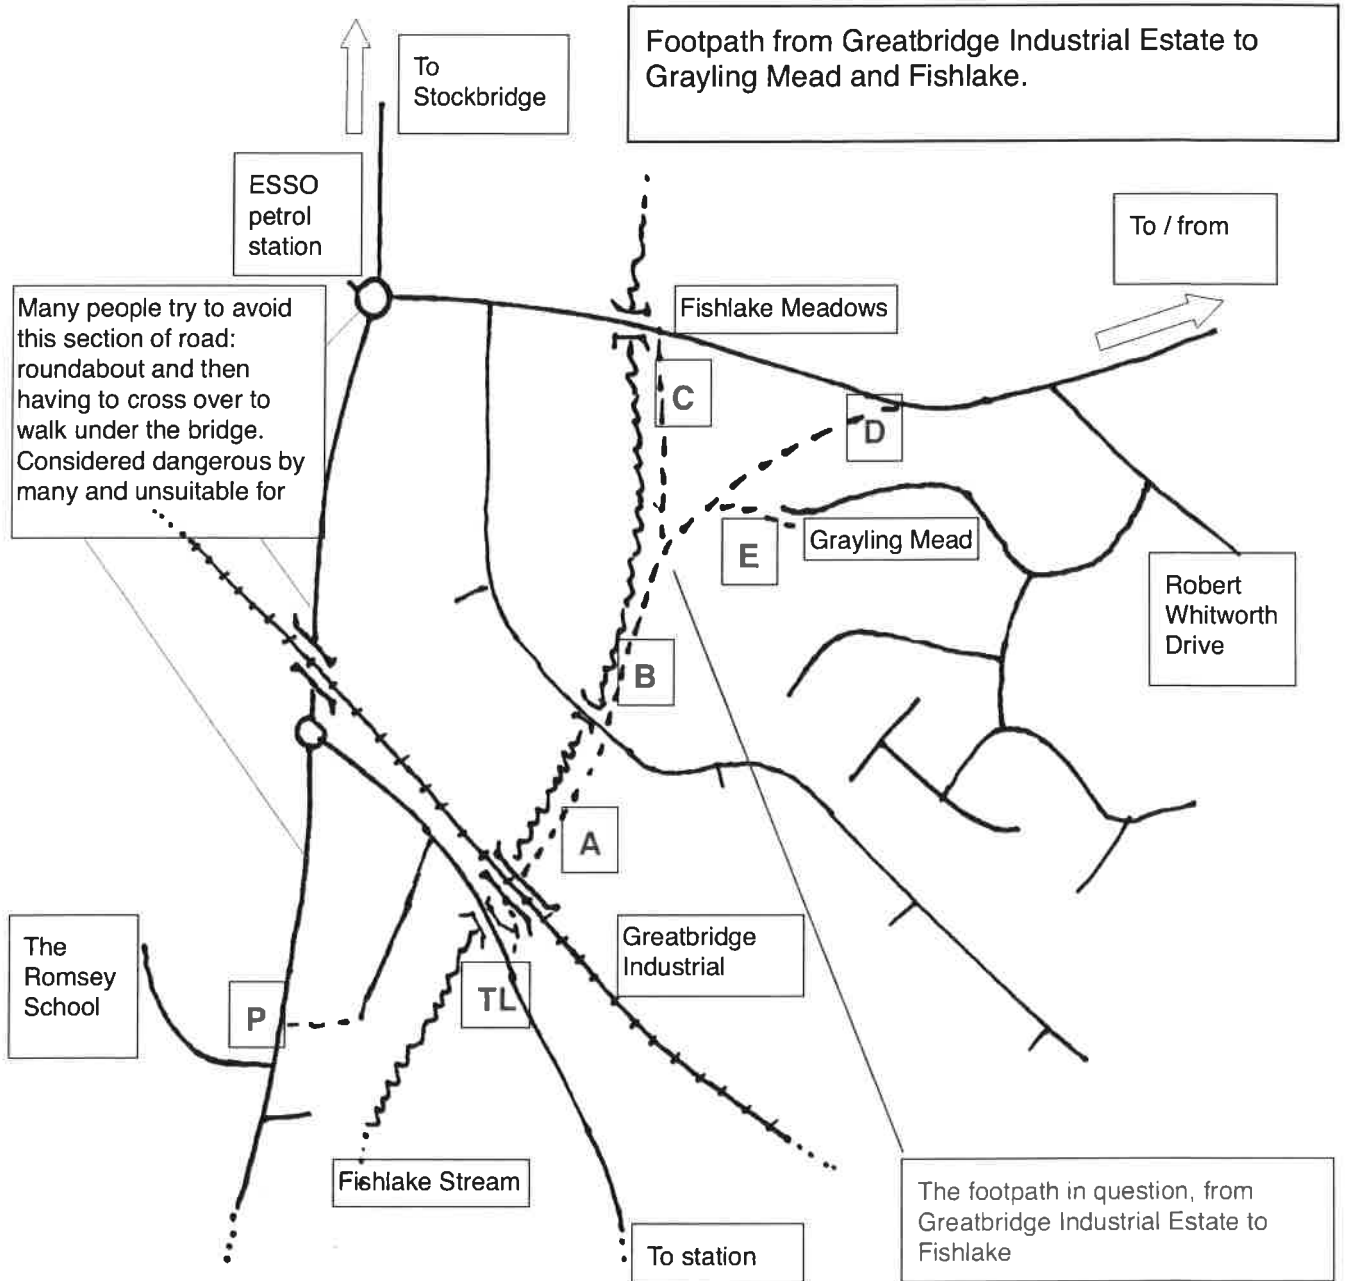 Footpath from Greatbridge Industrial Estate to
Grayling Mead and Fishlake.
To
Stockbridge
ESSO
petrol
station
To / from
Many people try to avoid
this section of road:
roundabout and then
having to cross over to
walk under the bridge.
Considered dangerous by
many and unsuitable for
Fishlake Meadows
C
D
E
Grayling Mead
Robert
Whitworth
Drive
B
A
The
Romsey
School
P
TL
Greatbridge
Industrial
Fishlake Stream
To station
The footpath in question, from
Greatbridge Industrial Estate to
Fishlake